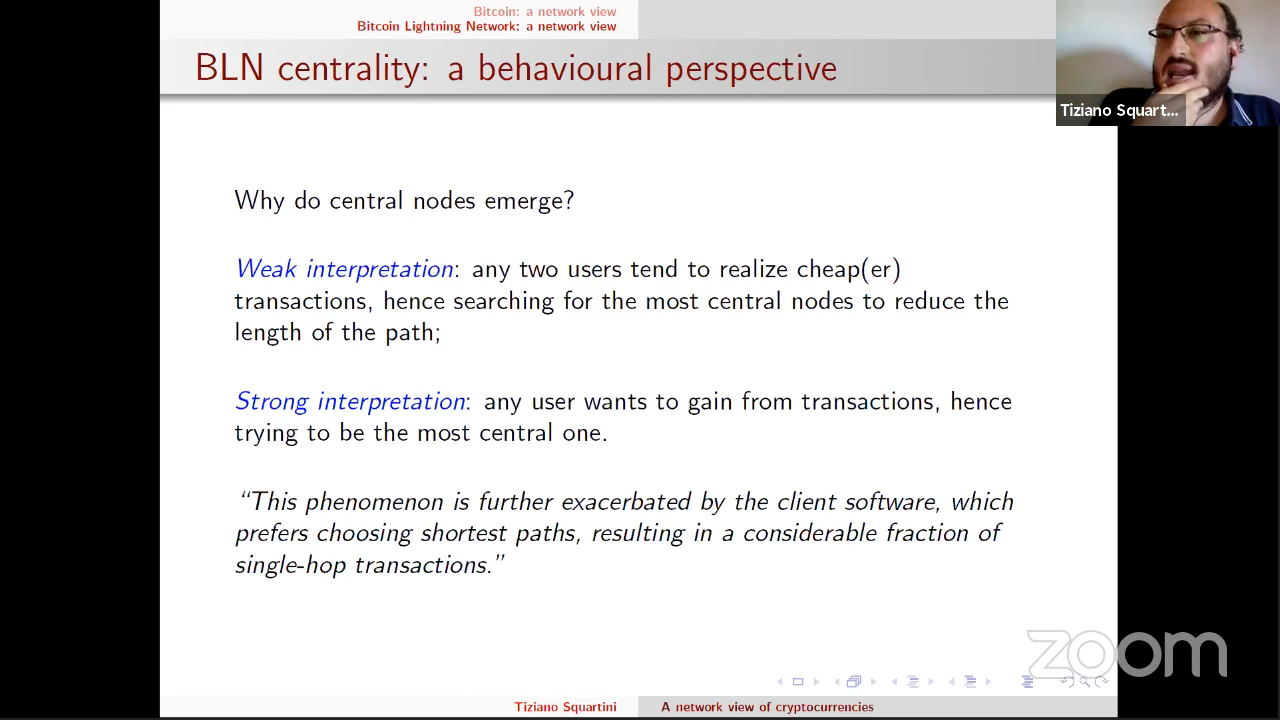 Bitcoin: a network view
Bitcoin Lightning Network: a network view
BLN centrality: a behavioural perspective
Tiziano Squart...
Why do central nodes emerge?
Weak interpretation: any two users tend to realize cheap(er)
transactions, hence searching for the most central nodes to reduce the
length of the path;
Strong interpretation: any user wants to gain from transactions, hence
trying to be the most central one.
“This phenomenon is further exacerbated by the client software, which
prefers choosing shortest paths, resulting in a considerable fraction of
single-hop transactions.”
zoom
Tiziano Squartini
A network view of cryptocurrencies